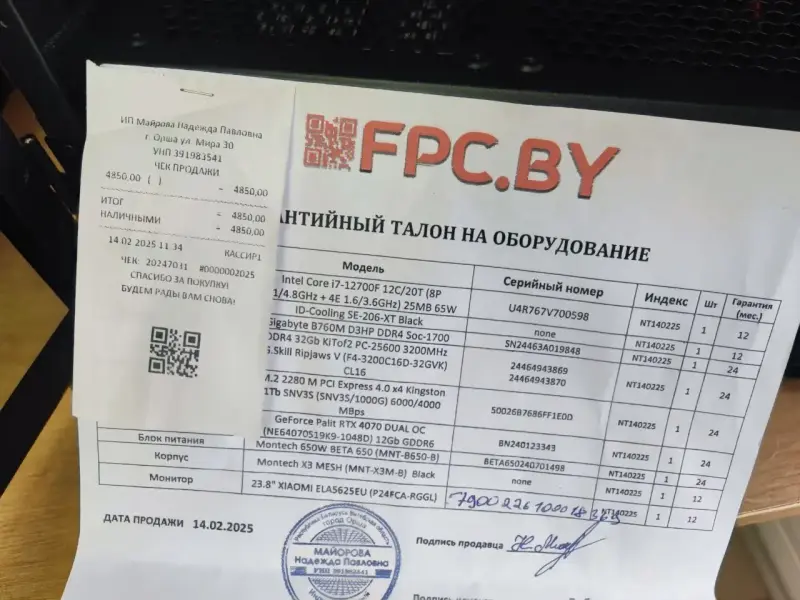 ИП Майрова Надежда Павловна
г. Орша ул. Мира 30
УНП 391983541
ЧЕК ПРОДАЖИ
4850,00 ( ) = 4850,00
ИТОГ = 4850,00
НАЛИЧНЫМИ = 4850,00
14.02.2025 11:34 КАССИР1
ЧЕК: 20247031 #0000002025
СПАСИБО ЗА ПОКУПКУ!
БУДЕМ РАДЫ ВАМ СНОВА!
FPC.BY
АНТИЙНЫЙ ТАЛОН НА ОБОРУДОВАНИЕ
Модель Серийный номер Индекс Шт Гарантия (мес.)
Intel Core i7-12700F 12C/20T (8P
1/4.8GHz + 4E 1.6/3.6GHz) 25MB 65W U4R767V700598 NT140225 1 12
ID-Cooling SE-206-XT Black none NT140225 1 12
Gigabyte B760M D3HP DDR4 Soc-1700 SN24463A019848 NT140225 1 24
DDR4 32Gb KiTof2 PC-25600 3200MHz
G.Skill Ripjaws V (F4-3200C16D-32GVK)
CL16 24464943869
24464943870 NT140225 1 24
M.2 2280 M PCI Express 4.0 x4 Kingston
1Tb SNV3S (SNV3S/1000G) 6000/4000
MBps 50026B7686FF1E0D NT140225 1 24
GeForce Palit RTX 4070 DUAL OC
(NE64070S19K9-1048D) 12Gb GDDR6 BN240123343 NT140225 1 24
Блок питания Montech 650W BETA 650 (MNT-B650-B) BETA650240701498 NT140225 1 24
Корпус Montech X3 MESH (MNT-X3M-B) Black none NT140225 1 12
Монитор 23.8" XIAOMI ELA5625EU (P24FCA-RGGL) NT140225 1 12
ДАТА ПРОДАЖИ 14.02.2025
Подпись продавца
город Орша
МАЙОРОВА
Надежда Павловна
УНП 391983541